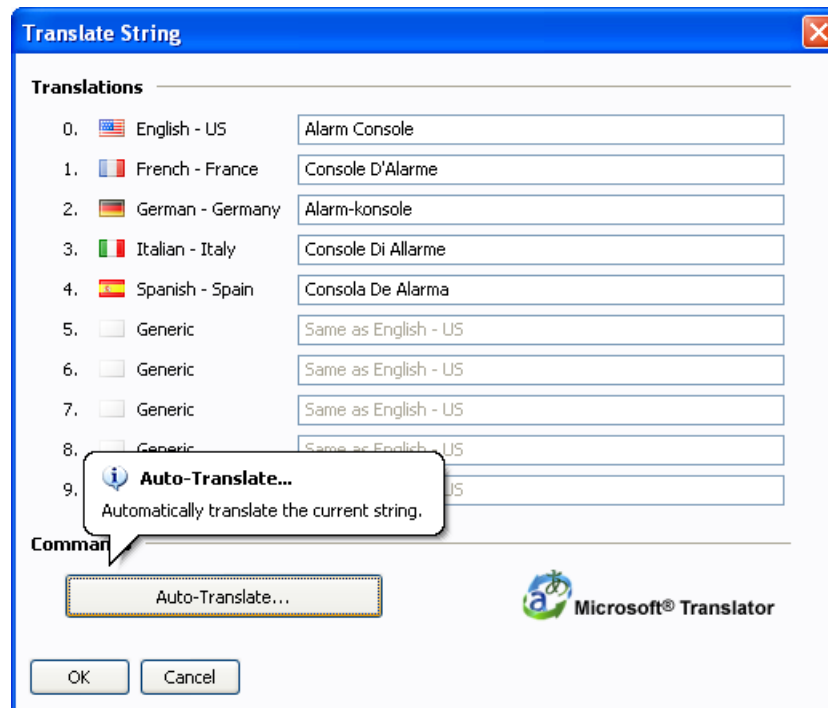 Translate String
Translations
0. English - US Alarm Console
1. French - France Console D'Alarme
2. German - Germany Alarm-konsole
3. Italian - Italy Console Di Allarme
4. Spanish - Spain Consola De Alarma
5. Generic Same as English - US
6. Generic Same as English - US
7. Generic Same as English - US
8. Generic Same as English - US
9. US
Auto-Translate...
Automatically translate the current string.
Auto-Translate...
Microsoft® Translator
OK Cancel